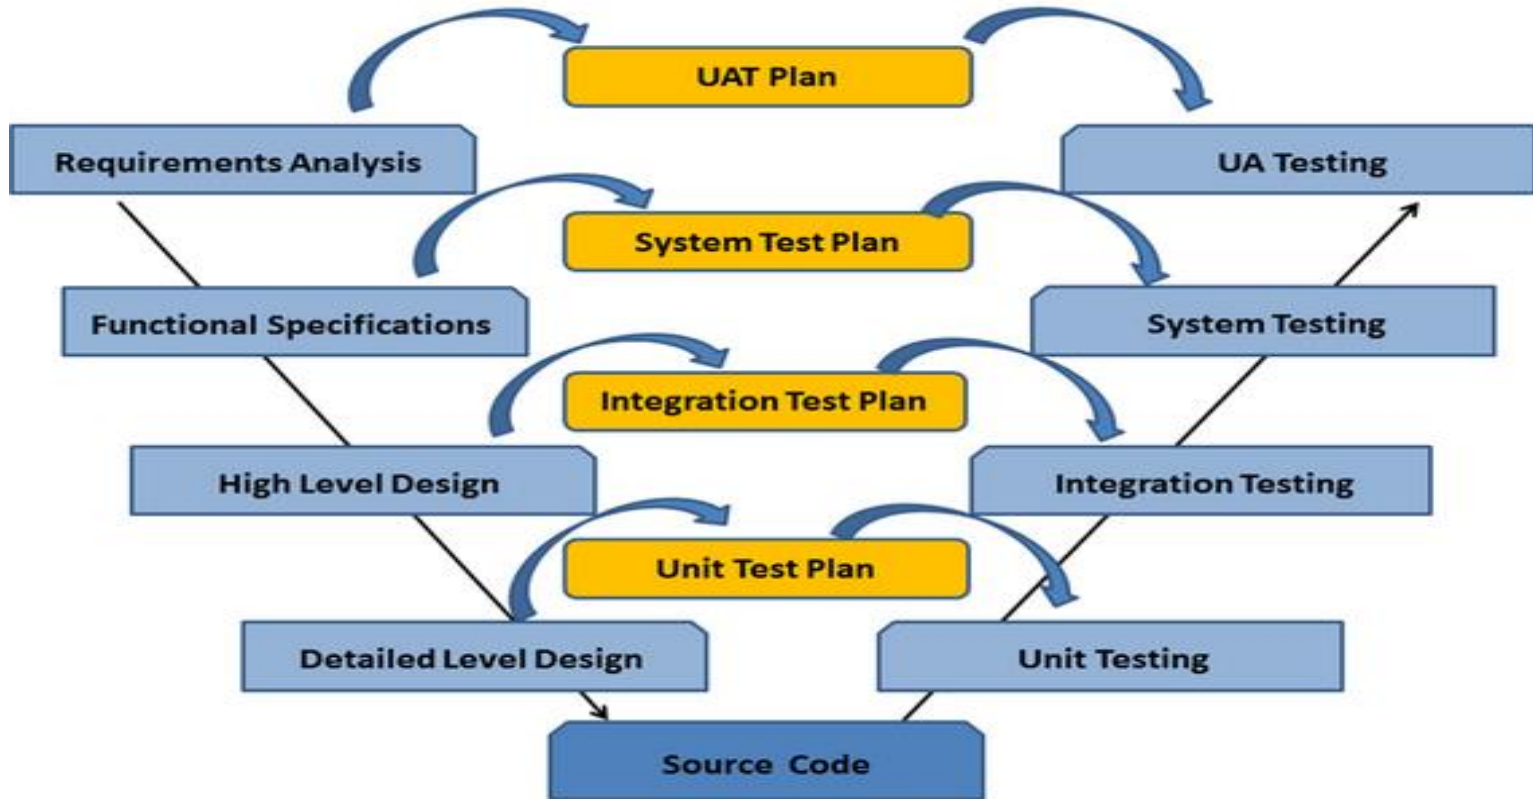 UAT Plan
Requirements Analysis
UA Testing
System Test Plan
Functional Specifications
System Testing
Integration Test Plan
High Level Design
Integration Testing
Unit Test Plan
Detailed Level Design
Unit Testing
Source Code